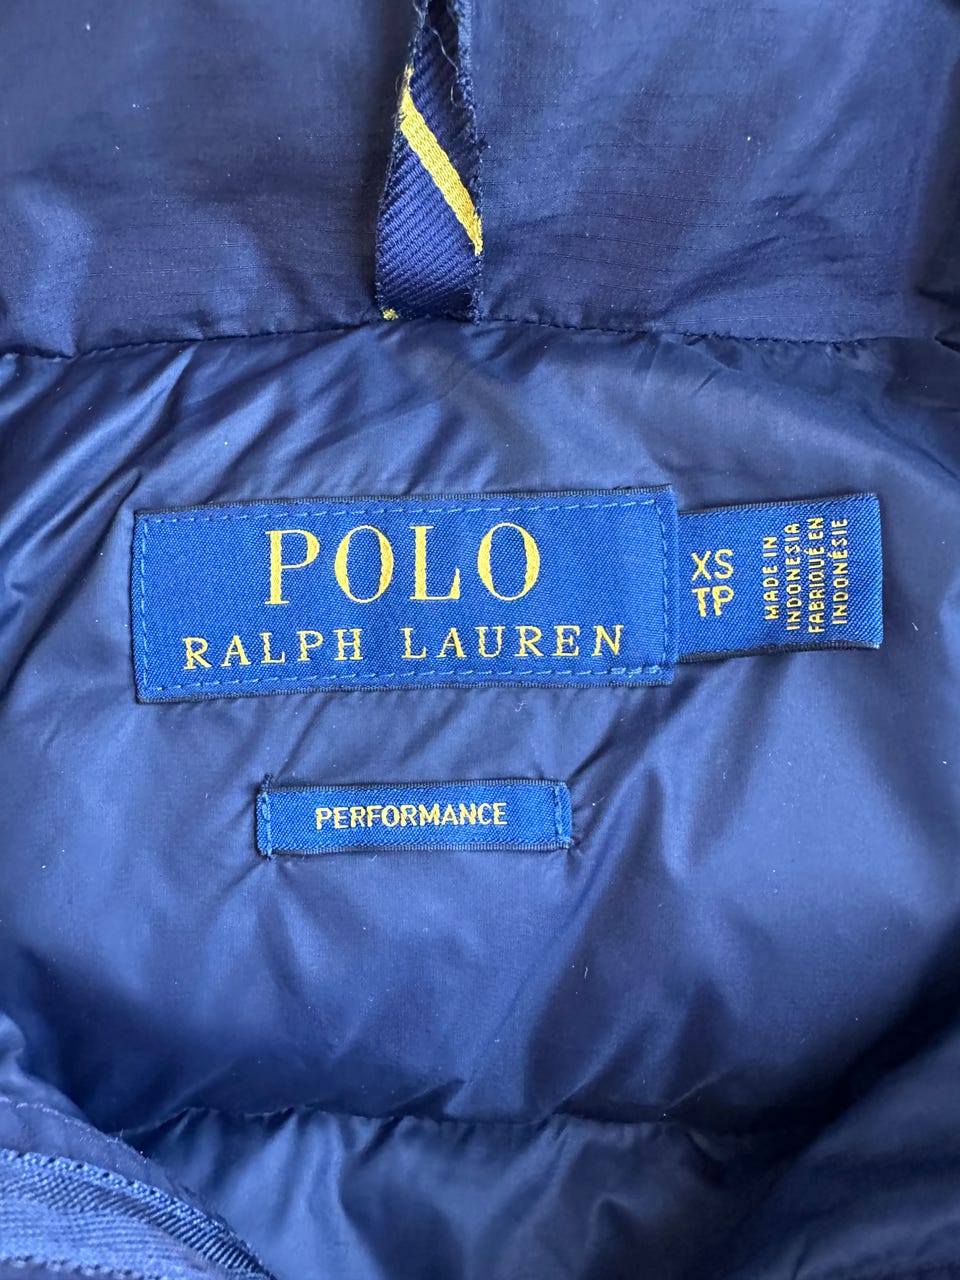 POLO
RALPH LAUREN
XS
TP
MADE IN
INDONESIA
FABRIQUÉ EN
INDONÉSIE
PERFORMANCE